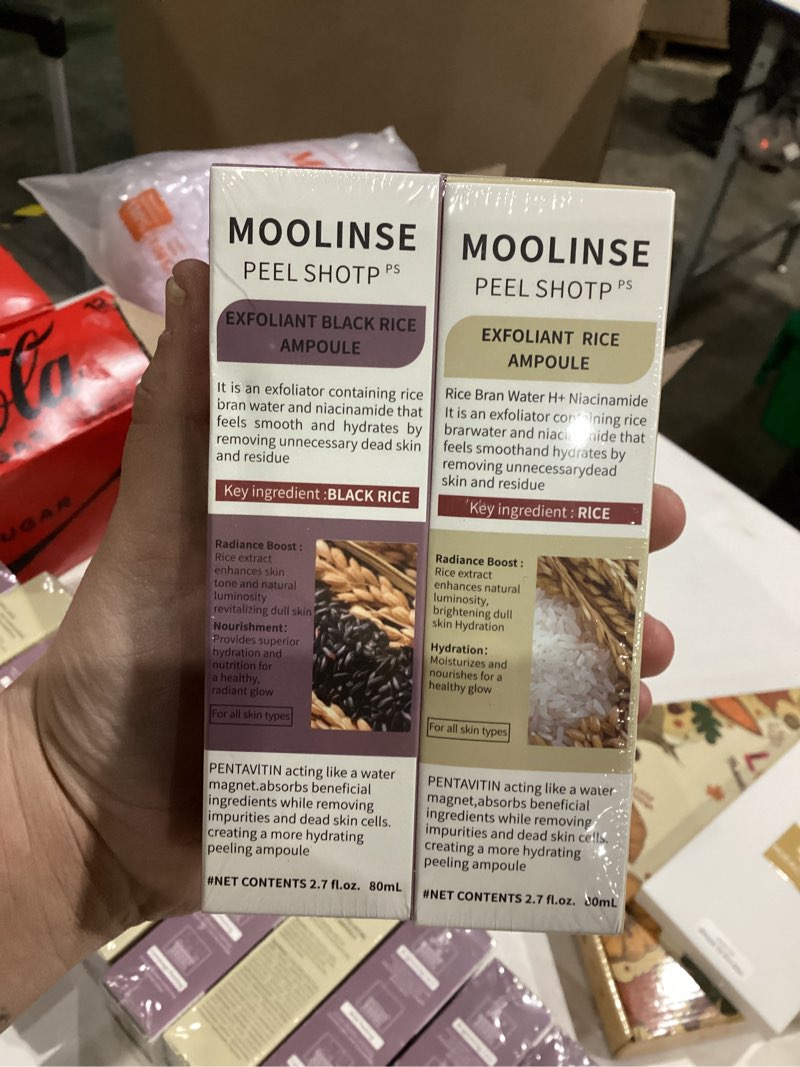 MOOLINSE
PEEL SHOTP PS
EXFOLIANT BLACK RICE
AMPOULE
It is an exfoliator containing rice
bran water and niacinamide that
feels smooth and hydrates by
removing unnecessary dead skin
and residue
Key ingredient :BLACK RICE
Radiance Boost :
Rice extract
enhances skin
tone and natural
luminosity
revitalizing dull skin
Nourishment:
Provides superior
hydration and
nutrition for
a healthy,
radiant glow
For all skin types
PENTAVITIN acting like a water
magnet.absorbs beneficial
ingredients while removing
impurities and dead skin cells.
creating a more hydrating
peeling ampoule
#NET CONTENTS 2.7 fl.oz. 80mL
MOOLINSE
PEEL SHOTP PS
EXFOLIANT RICE
AMPOULE
Rice Bran Water H+ Niacinamide
It is an exfoliator containing rice
brarwater and niacinamide that
feels smoothand hydrates by
removing unnecessarydead
skin and residue
Key ingredient : RICE
Radiance Boost :
Rice extract
enhances natural
luminosity,
brightening dull
skin Hydration
Hydration:
Moisturizes and
nourishes for a
healthy glow
For all skin types
PENTAVITIN acting like a water
magnet,absorbs beneficial
ingredients while removing
impurities and dead skin cells.
creating a more hydrating
peeling ampoule
#NET CONTENTS 2.7 fl.oz. 80mL
ola
UGAR